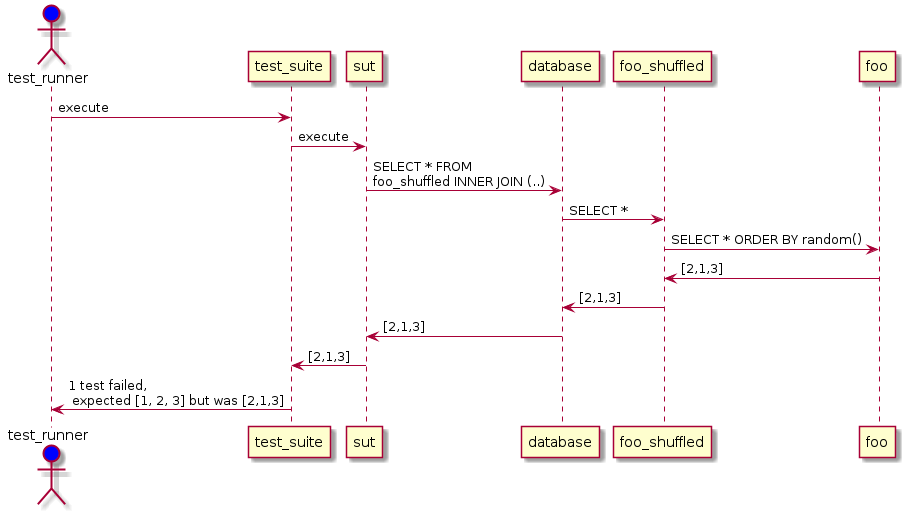 test_runner
test_suite
sut
database
foo_shuffled
foo
execute
execute
SELECT * FROM
foo_shuffled INNER JOIN (..)
SELECT *
SELECT * ORDER BY random()
[2,1,3]
[2,1,3]
[2,1,3]
[2,1,3]
1 test failed,
expected [1, 2, 3] but was [2,1,3]
test_runner
test_suite
sut
database
foo_shuffled
foo